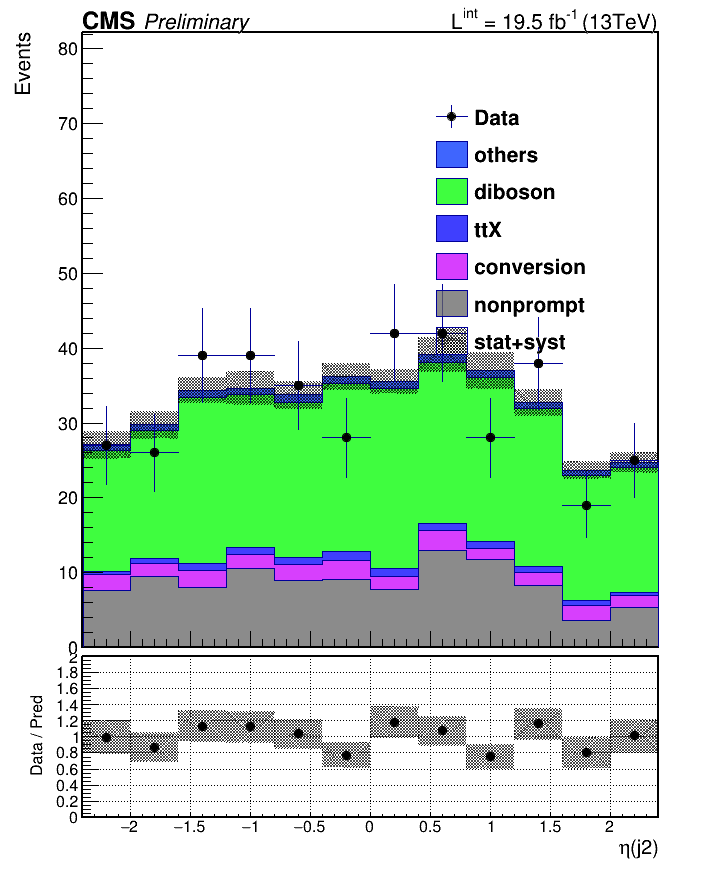 CMS Preliminary
L^int = 19.5 fb^-1 (13TeV)
Events
80
70
60
50
40
30
20
10
0
Data
others
diboson
ttX
conversion
nonprompt
stat+syst
Data / Pred
2
1.8
1.6
1.4
1.2
1
0.8
0.6
0.4
0.2
0
−2 −1.5 −1 −0.5 0 0.5 1 1.5 2
η(j2)